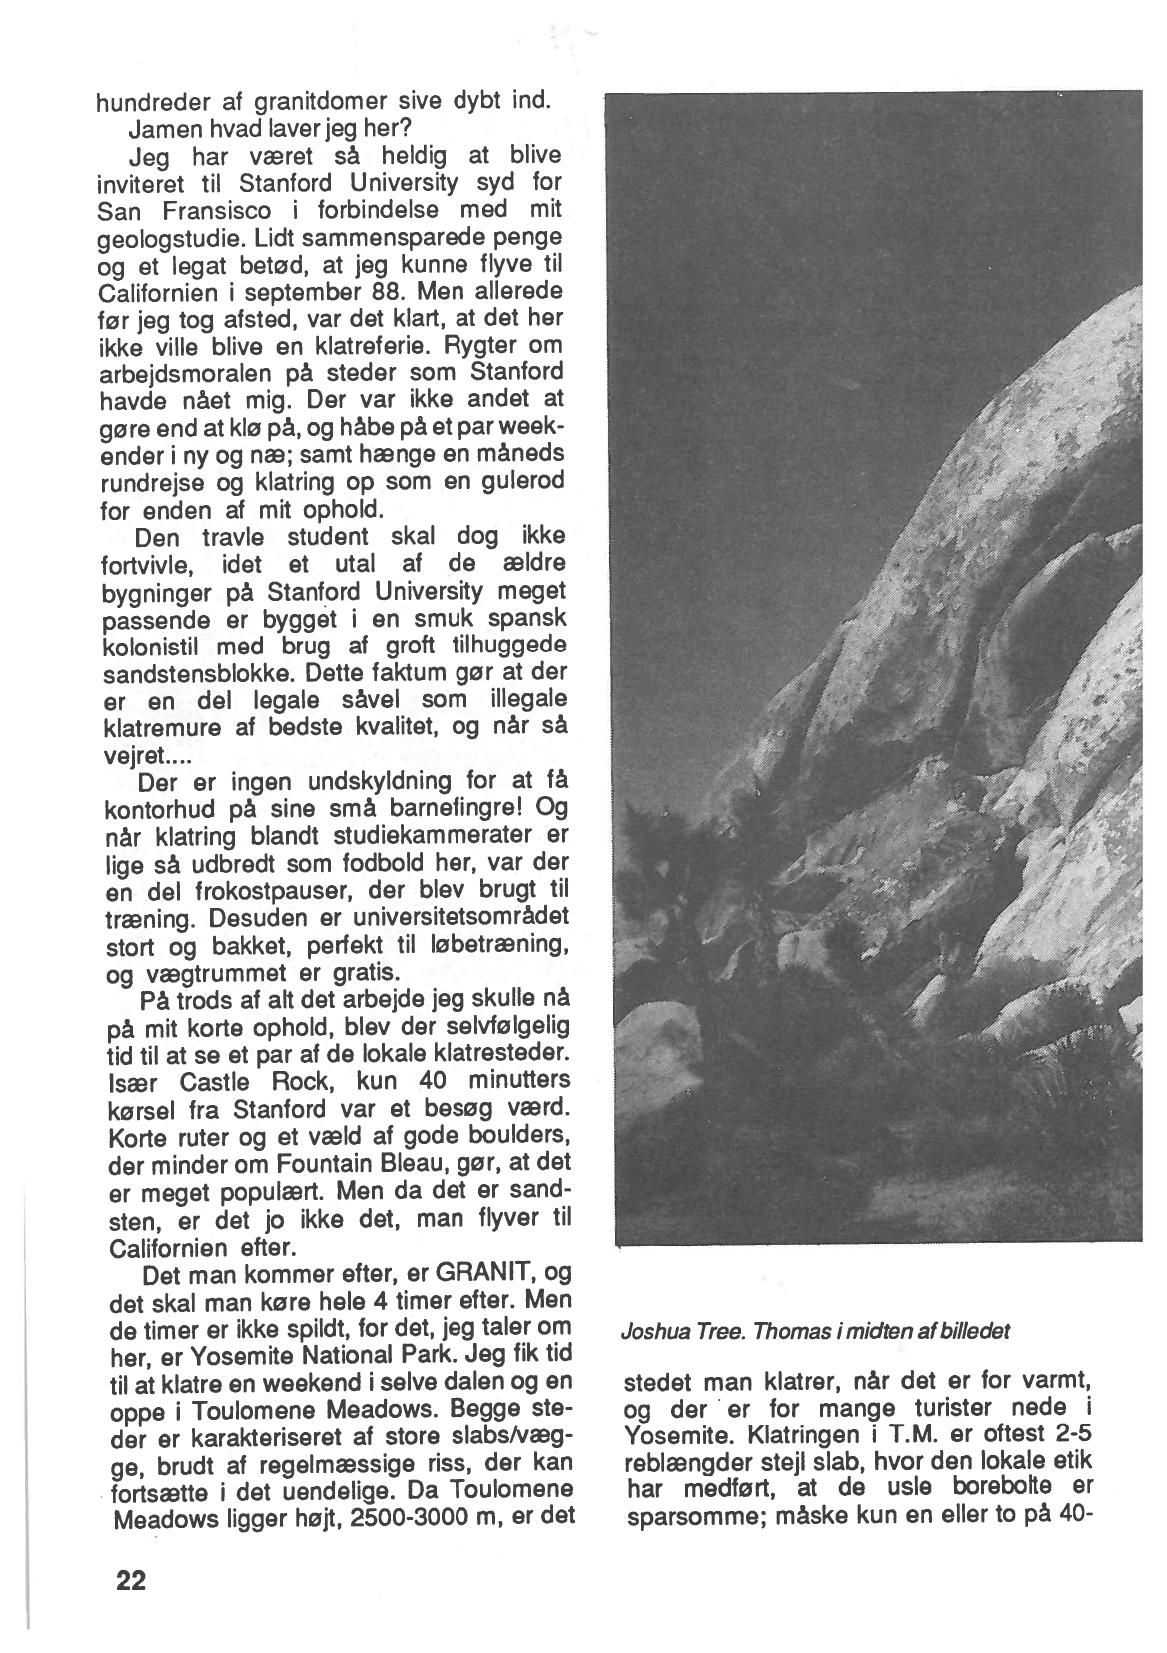 hundreder af granitdomer sive dybt ind.
Jamen hvad laver jeg her?
Jeg har været så heldig at blive
inviteret til Stanford University syd for
San Fransisco i forbindelse med mit
geologstudie. Lidt sammensparede penge
og et legat betød, at jeg kunne flyve til
Californien i september 88. Men allerede
før jeg tog afsted, var det klart, at det her
ikke ville blive en klatreferie. Rygter om
arbejdsmoralen på steder som Stanford
havde nået mig. Der var ikke andet at
gøre end at klø på, og håbe på et par week-
ender i ny og næ; samt hænge en måneds
rundrejse og klatring op som en gulerod
for enden af mit ophold.
Den travle student skal dog ikke
fortvivle, idet et utal af de ældre
bygninger på Stanford University meget
passende er bygget i en smuk spansk
kolonistil med brug af groft tilhuggede
sandstensblokke. Dette faktum gør at der
er en del legale såvel som illegale
klatremure af bedste kvalitet, og når så
vejret....
Der er ingen undskyldning for at få
kontorhud på sine små barnefingre! Og
når klatring blandt studiekammerater er
lige så udbredt som fodbold her, var der
en del frokostpauser, der blev brugt til
træning. Desuden er universitetsområdet
stort og bakket, perfekt til løbetræning,
og vægtrummet er gratis.
På trods af alt det arbejde jeg skulle nå
på mit korte ophold, blev der selvfølgelig
tid til at se et par af de lokale klatresteder.
Især Castle Rock, kun 40 minutters
kørsel fra Stanford var et besøg værd.
Korte ruter og et væld af gode boulders,
der minder om Fountain Bleau, gør, at det
er meget populært. Men da det er sand-
sten, er det jo ikke det, man flyver til
Californien efter.
Det man kommer efter, er GRANIT, og
det skal man køre hele 4 timer efter. Men
de timer er ikke spildt, for det, jeg taler om
her, er Yosemite National Park. Jeg fik tid
til at klatre en weekend i selve dalen og en
oppe i Toulomene Meadows. Begge ste-
der er karakteriseret af store slabs/væg-
ge, brudt af regelmæssige riss, der kan
fortsætte i det uendelige. Da Toulomene
Meadows ligger højt, 2500-3000 m, er det
22
Joshua Tree. Thomas i midten af billedet
stedet man klatrer, når det er for varmt,
og der er for mange turister nede i
Yosemite. Klatringen i T.M. er oftest 2-5
reblængder stejl slab, hvor den lokale etik
har medført, at de usle borebolte er
sparsomme; måske kun en eller to på 40-